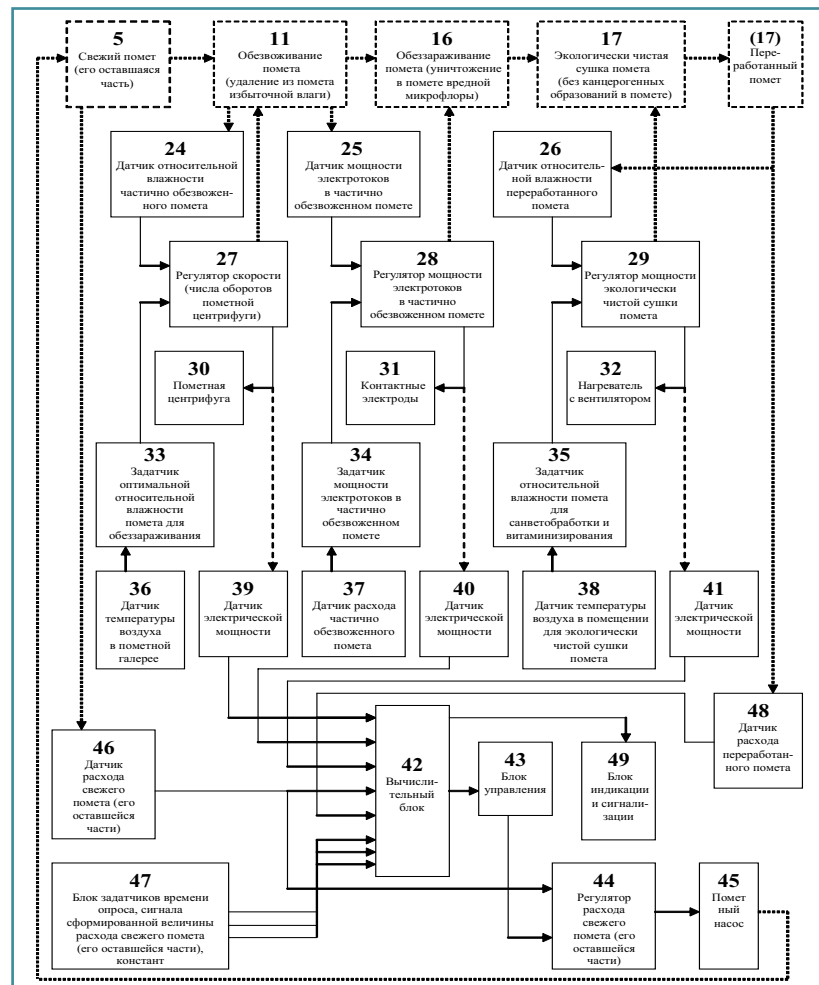 5
Свежий помет
(его оставшаяся
часть)
11
Обезвоживание
помета
(удаление из помета
избыточной влаги)
16
Обеззараживание
помета (уничтожение
в помете вредной
микрофлоры)
17
Экологически чистая
сушка помета
(без канцерогенных
образований в помете)
(17)
Пере-
работанный
помет
24
Датчик относительной
влажности
частично обезвожен-
ного помета
25
Датчик мощности
электротоков
в частично
обезвоженном помете
26
Датчик относитель-
ной влажности
переработанного
помета
27
Регулятор скорости
(числа оборотов
пометной
центрифуги)
28
Регулятор мощности
электротоков
в частично
обезвоженном помете
29
Регулятор мощности
экологически
чистой сушки
помета
30
Пометная
центрифуга
31
Контактные
электроды
32
Нагреватель
с вентилятором
33
Задатчик
оптимальной
относительной
влажности
помета для
обеззараживания
34
Задатчик
мощности
электротоков в
частично
обезвоженном
помете
35
Задатчик
относительной
влажности помета
для
санветобработки и
витаминизирования
36
Датчик
температуры
воздуха
в пометной
галерее
39
Датчик
электрической
мощности
37
Датчик расхода
частично
обезвоженного
помета
40
Датчик
электрической
мощности
38
Датчик температуры
воздуха в помещении
для экологически
чистой сушки
помета
41
Датчик
электрической
мощности
46
Датчик
расхода
свежего
помета (его
оставшейся
части)
42
Вычисли-
тельный
блок
43
Блок
управления
49
Блок
индикации
и сигнали-
зации
48
Датчик
расхода
переработан-
ного помета
47
Блок задатчиков времени
опроса, сигнала
сформированной величины
расхода свежего помета
(его оставшейся части),
констант
44
Регулятор
расхода
свежего
помета (его
оставшейся
части)
45
Помет
ный
насос